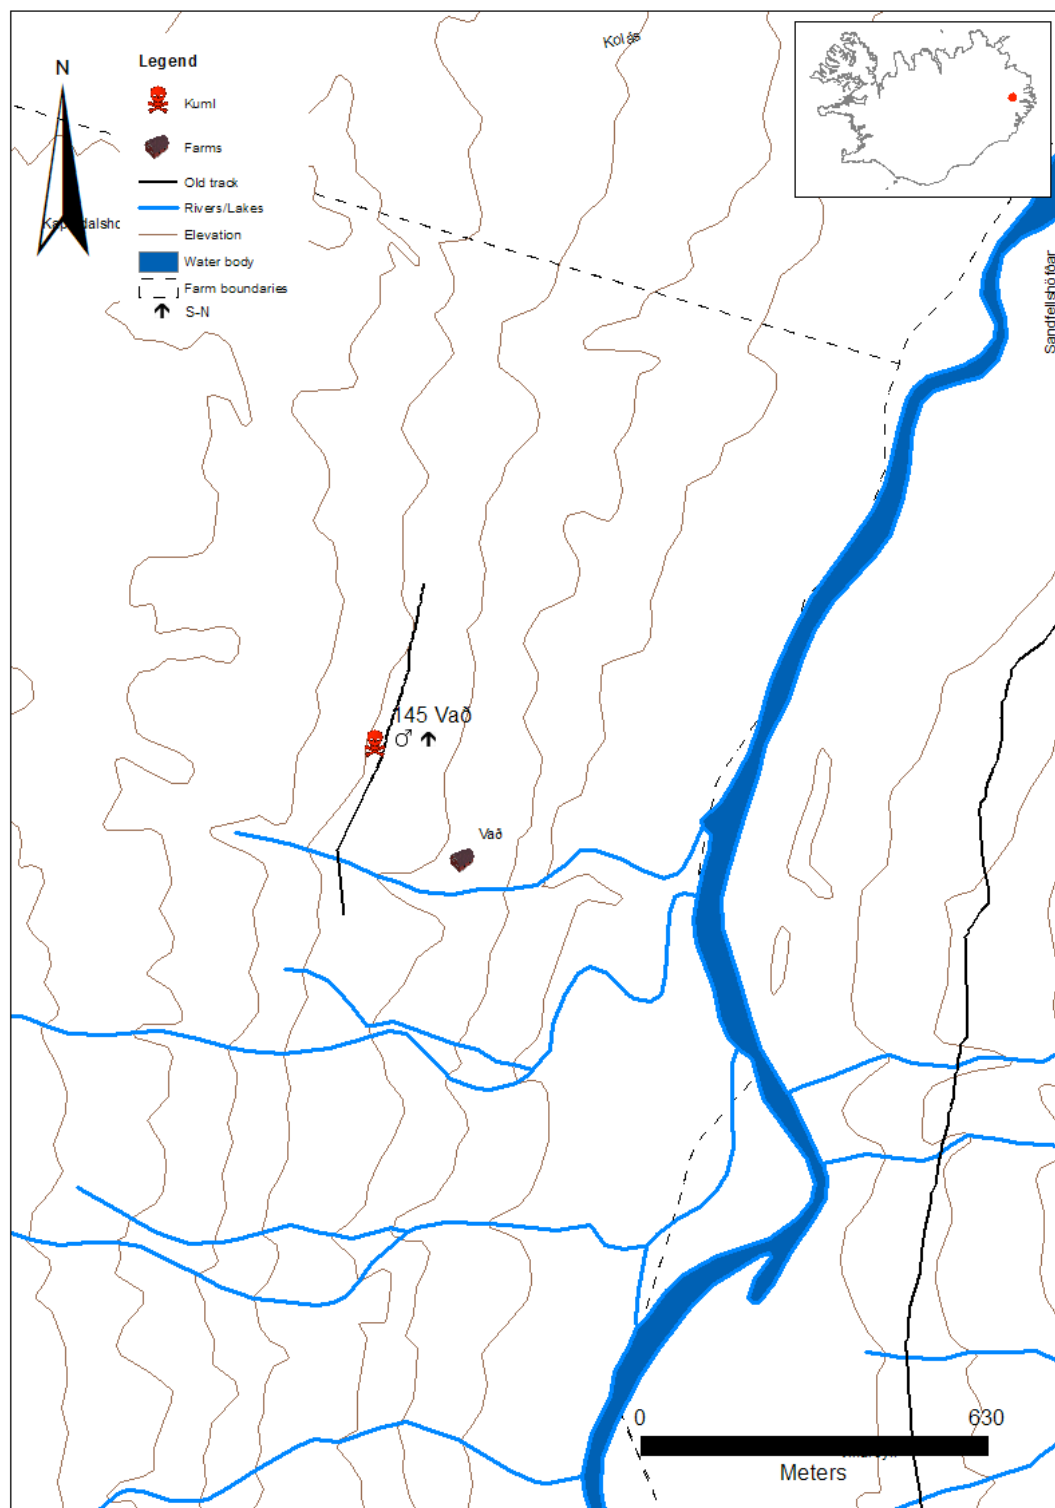 Kolás
N
Legend
Kuml
Farms
Old track
Rivers/Lakes
Elevation
Water body
Farm boundaries
S-N
Sandfellshöfðar
145 Vað
♂
Vað
0 630
Meters